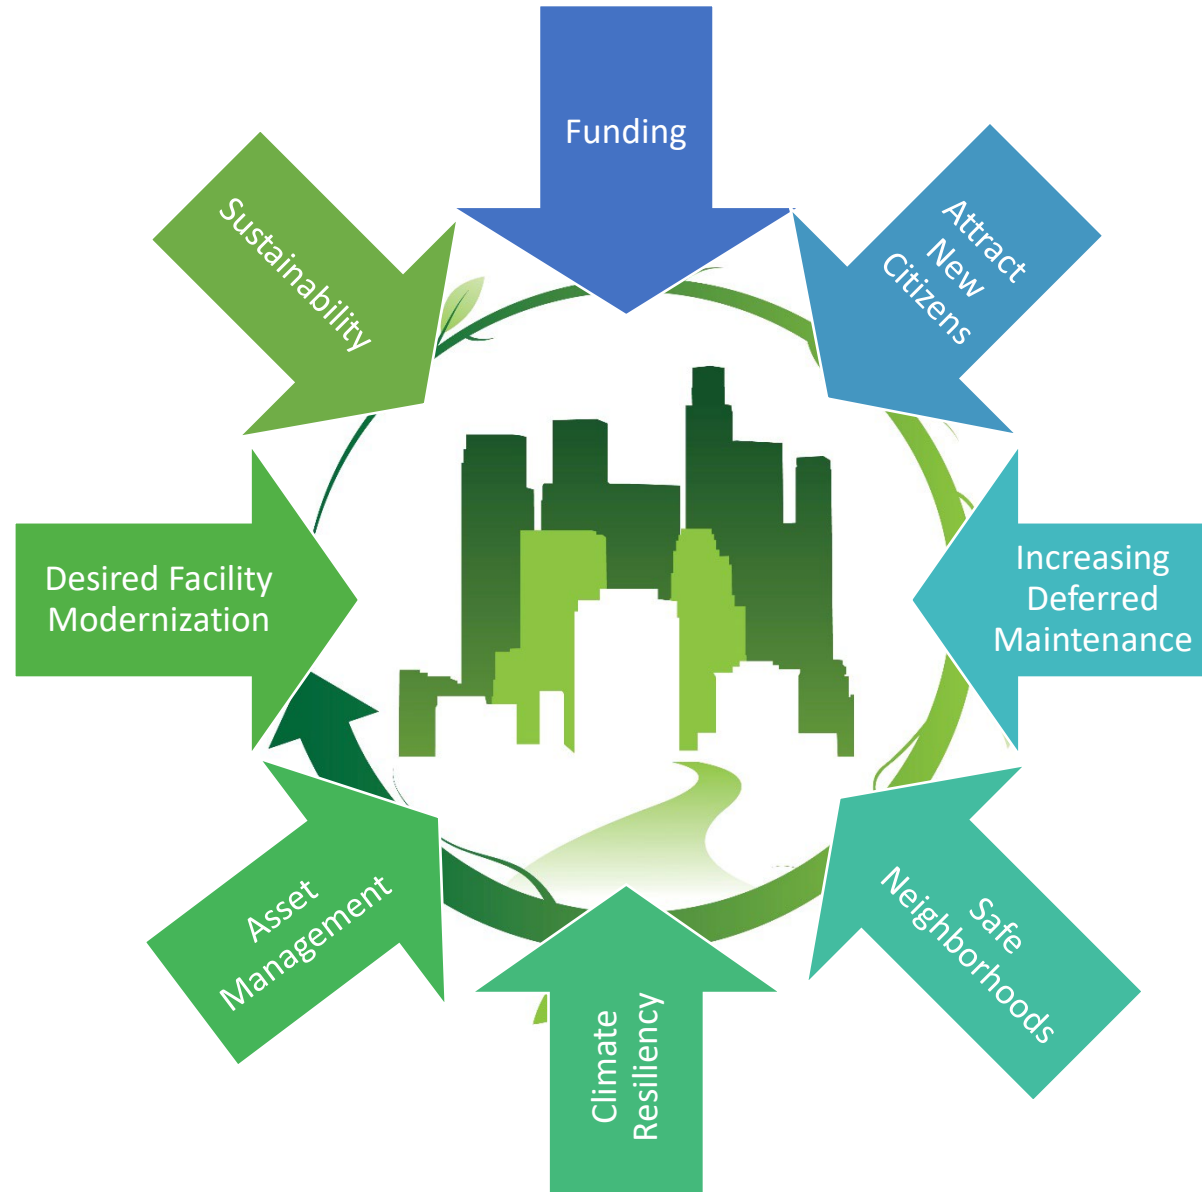 Funding
Attract
New
Citizens
Increasing
Deferred
Maintenance
Safe
Neighborhoods
Climate
Resiliency
Asset
Management
Desired Facility
Modernization
Sustainability